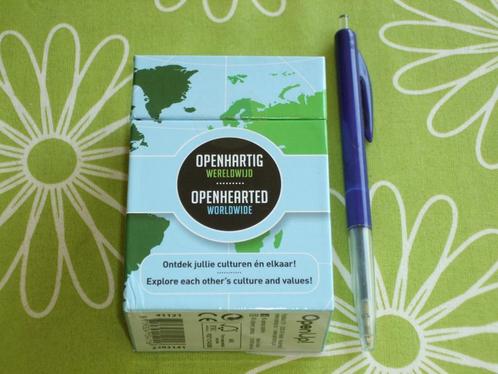 OPENHARTIG
WERELDWIJD
OPENHEARTED
WORLDWIDE
Ontdek jullie culturen én elkaar!
Explore each other's culture and values!
Open Up!